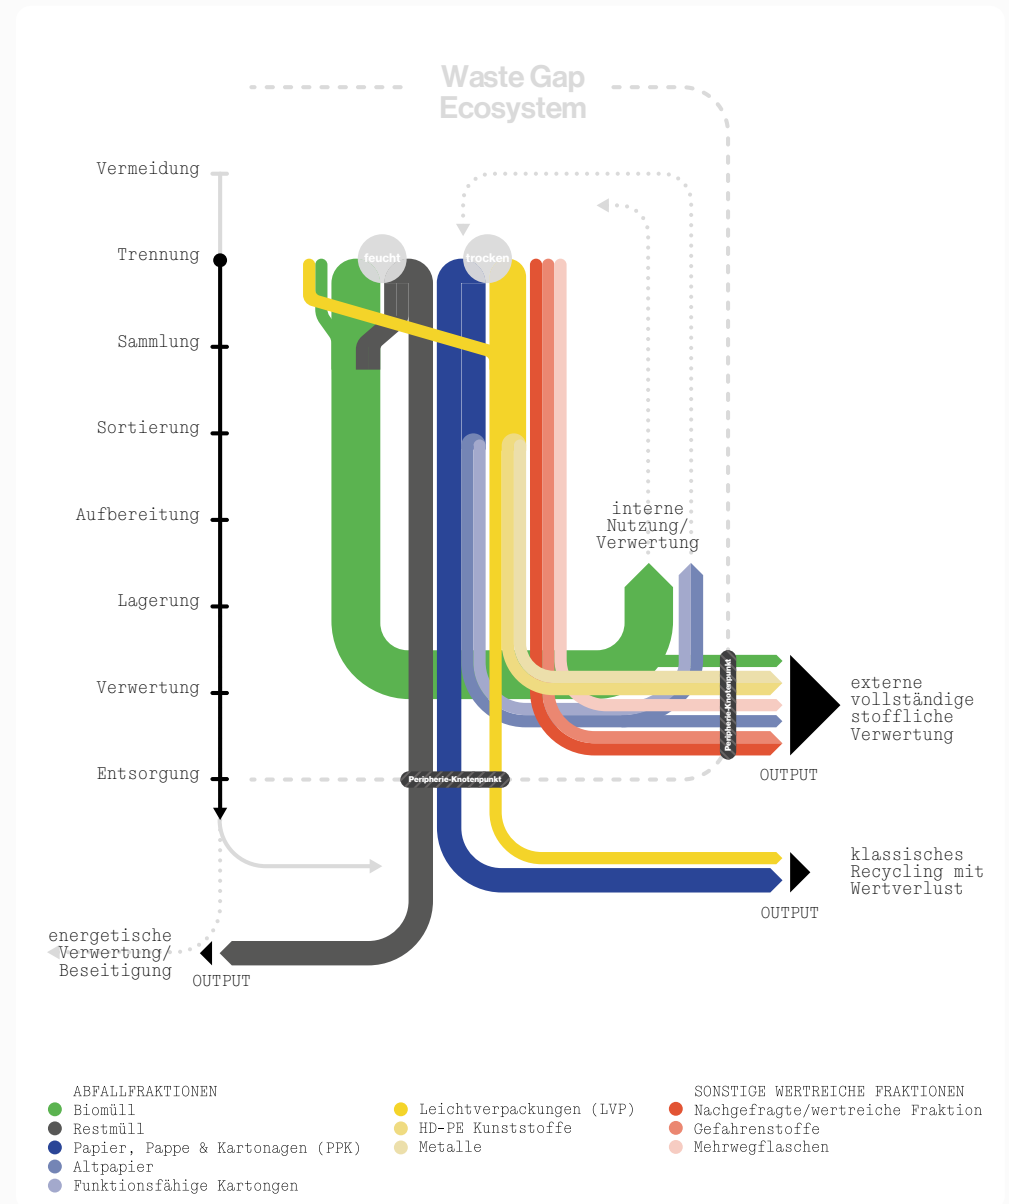 Waste Gap
Ecosystem
Vermeidung
Trennung
feucht
trocken
Sammlung
Sortierung
Aufbereitung
interne
Nutzung/
Verwertung
Lagerung
Verwertung
Peripherie-Knotenpunkt
externe
vollständige
stoffliche
Verwertung
OUTPUT
Entsorgung
Peripherie-Knotenpunkt
klassisches
Recycling mit
Wertverlust
OUTPUT
energetische
Verwertung/
Beseitigung
OUTPUT
ABFALLFRAKTIONEN
Biomüll
Restmüll
Papier, Pappe & Kartonagen (PPK)
Altpapier
Funktionsfähige Kartongen
Leichtverpackungen (LVP)
HD-PE Kunststoffe
Metalle
SONSTIGE WERTREICHE FRAKTIONEN
Nachgefragte/wertreiche Fraktion
Gefahrenstoffe
Mehrwegflaschen